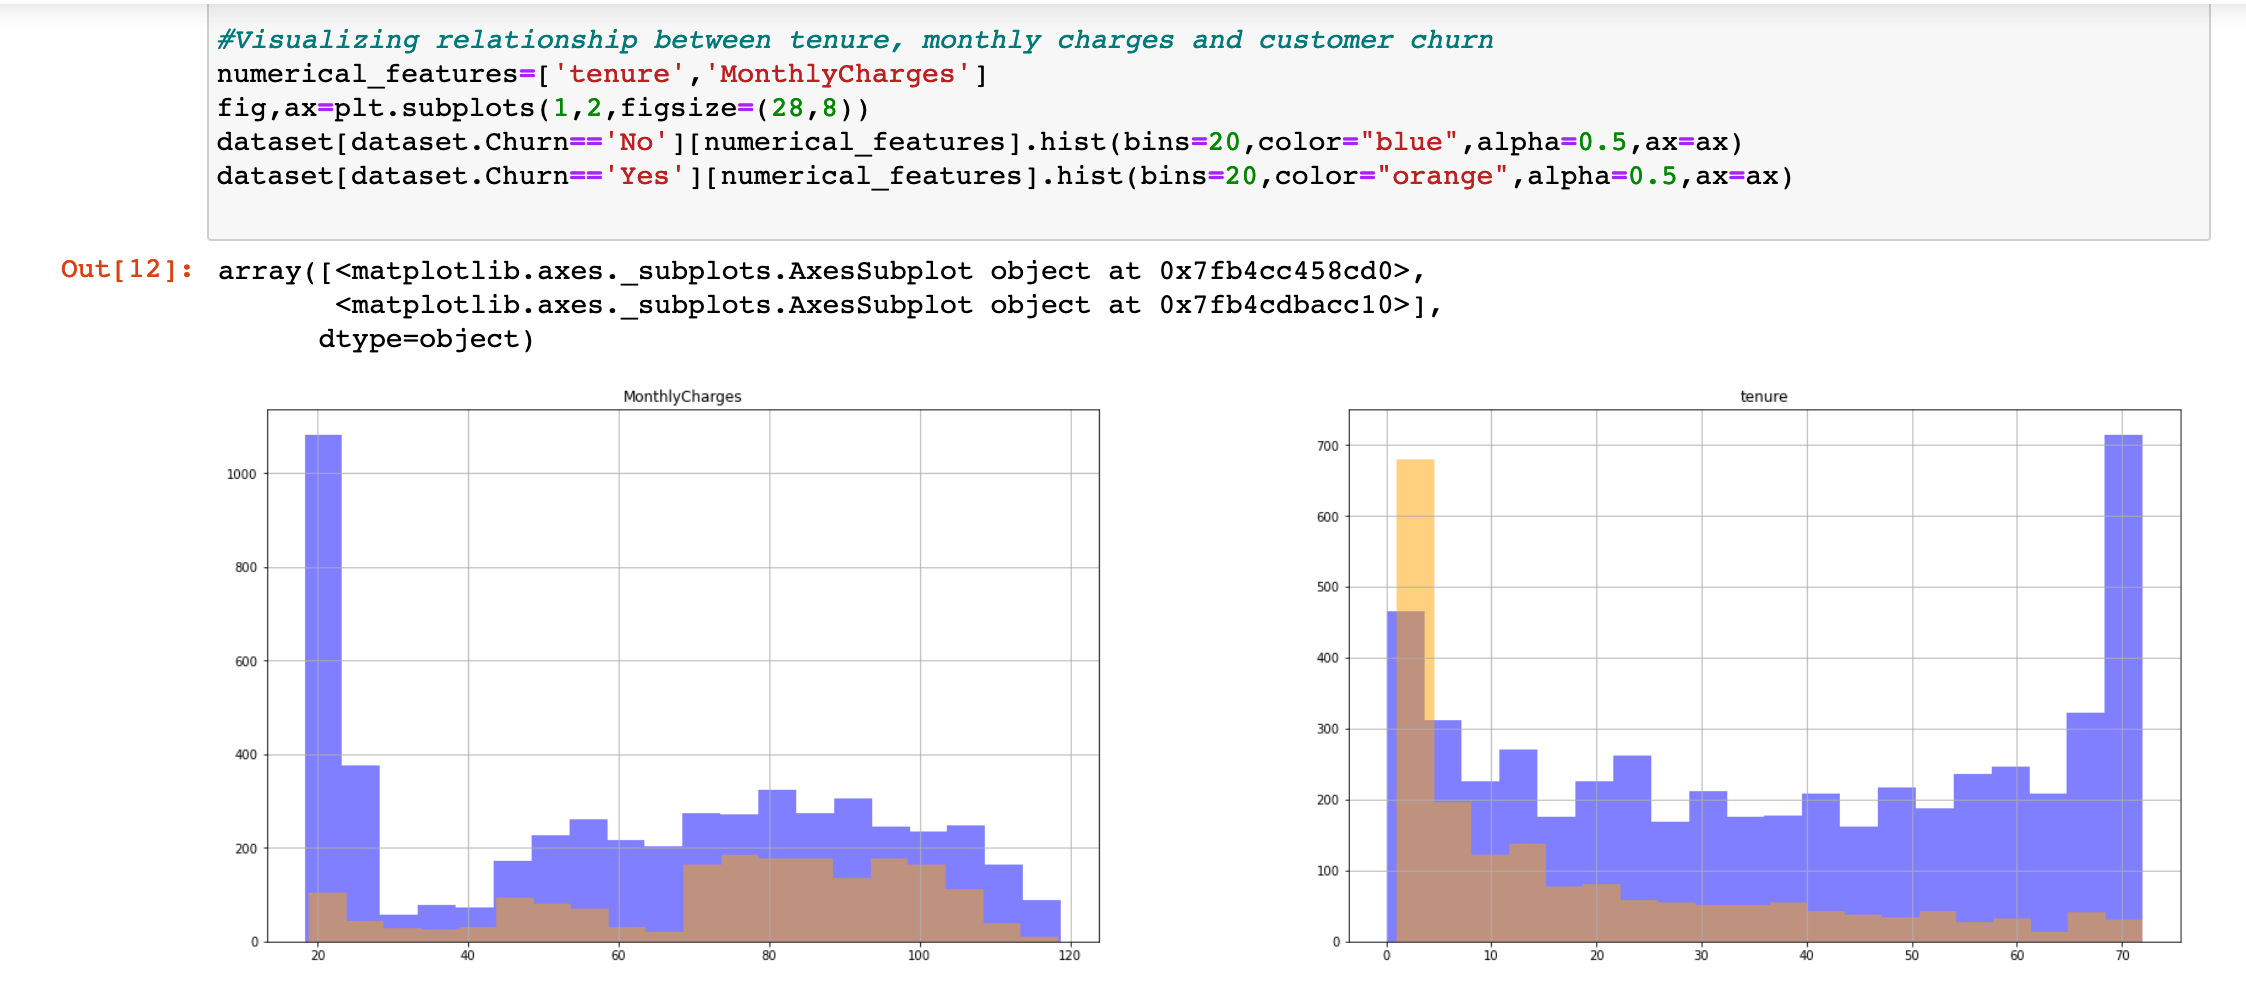 #Visualizing relationship between tenure, monthly charges and customer churn
numerical_features=['tenure','MonthlyCharges']
fig,ax=plt.subplots(1,2,figsize=(28,8))
dataset[dataset.Churn=='No'][numerical_features].hist(bins=20,color="blue",alpha=0.5,ax=ax)
dataset[dataset.Churn=='Yes'][numerical_features].hist(bins=20,color="orange",alpha=0.5,ax=ax)
Out[12]: array([<matplotlib.axes._subplots.AxesSubplot object at 0x7fb4cc458cd0>,
<matplotlib.axes._subplots.AxesSubplot object at 0x7fb4cdbacc10>],
dtype=object)
MonthlyCharges
1000
800
600
400
200
0
20 40 60 80 100 120
tenure
700
600
500
400
300
200
100
0
0 10 20 30 40 50 60 70